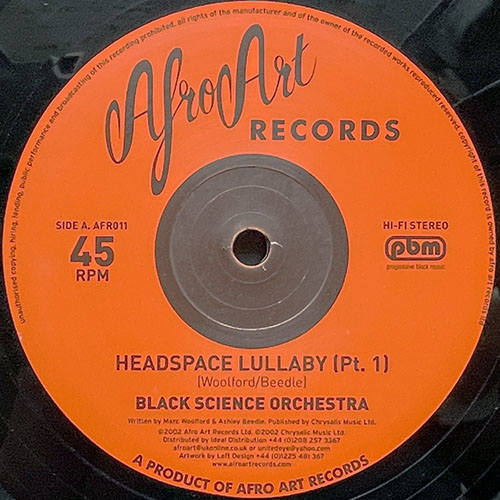 unauthorised copying, hiring, lending, public performance and broadcasting of this recording prohibited. all rights of the manufacturer and of the owner of the recorded works reproduced reserved.
copyright of this record is owned by afro art records ltd
Afro Art
RECORDS
SIDE A. AFR011
45
RPM
HI-FI STEREO
pbm
progressive black music
HEADSPACE LULLABY (Pt. 1)
[Woolford/Beedle]
BLACK SCIENCE ORCHESTRA
Written by Marc Woolford & Ashley Beedle. Published by Chrysalis Music Ltd.
©2002 Afro Art Records Ltd. ©2002 Chrysalis Music Ltd.
Distributed by Ideal Distribution +44 (0)208 257 3367
afroart@ukonline.co.uk or unitedeye@yahoo.com
Artwork by Left Design +44 (0)1225 481 367
www.afroartrecords.com
A PRODUCT OF AFRO ART RECORDS